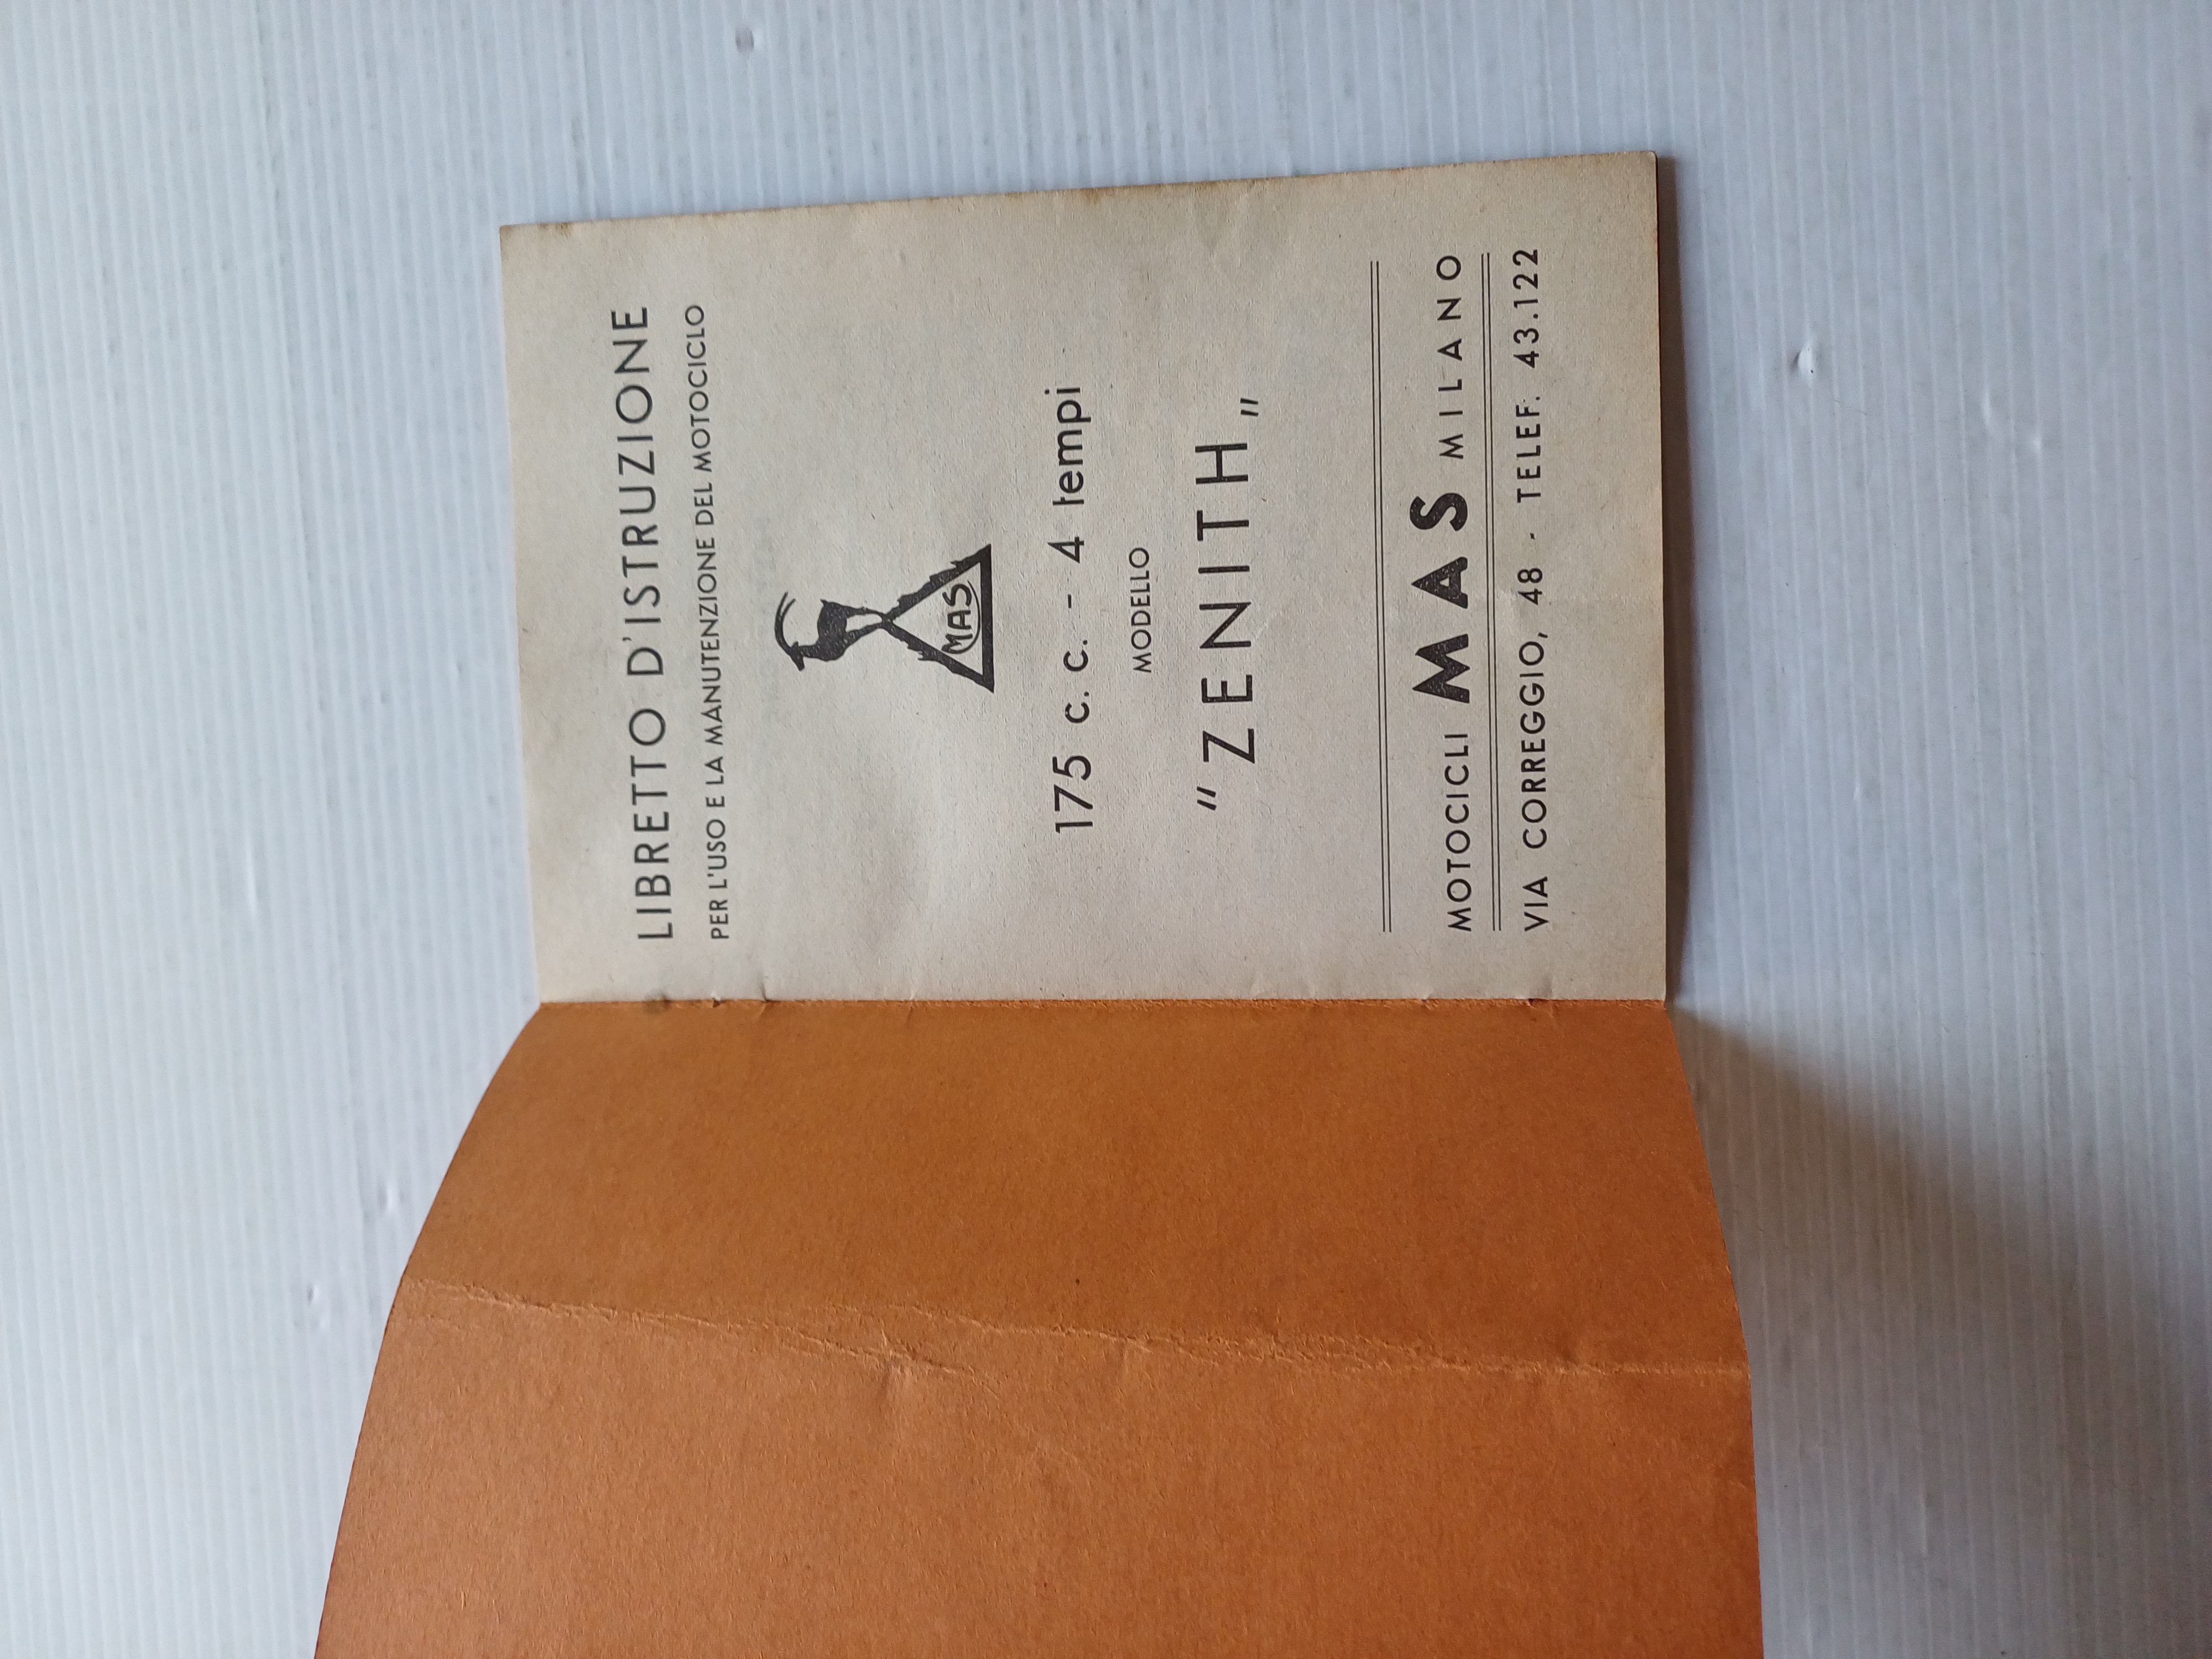 LIBRETTO D'ISTRUZIONE
PER L'USO E LA MANUTENZIONE DEL MOTOCICLO
MAS
175 c. c. - 4 tempi
MODELLO
"ZENITH„
MOTOCICLI MAS MILANO
VIA CORREGGIO, 48 - TELEF. 43.122